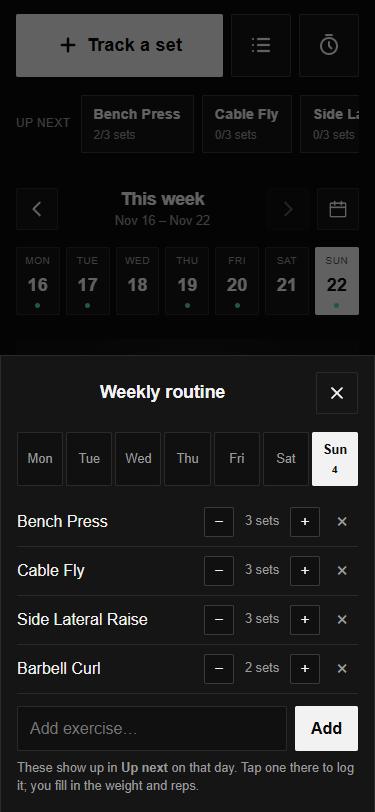 + Track a set
UP NEXT
Bench Press
2/3 sets
Cable Fly
0/3 sets
Side La
0/3 sets
This week
Nov 16 – Nov 22
MON TUE WED THU FRI SAT SUN
16 17 18 19 20 21 22
Weekly routine ×
Mon Tue Wed Thu Fri Sat Sun
4
Bench Press − 3 sets + ×
Cable Fly − 3 sets + ×
Side Lateral Raise − 3 sets + ×
Barbell Curl − 2 sets + ×
Add exercise… Add
These show up in Up next on that day. Tap one there to log
it; you fill in the weight and reps.